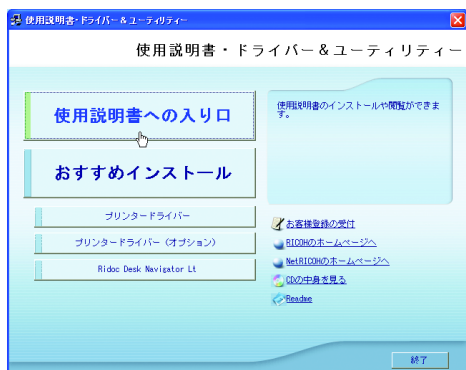 使用説明書・ドライバー＆ユーティリティー
使用説明書・ドライバー＆ユーティリティー
使用説明書への入り口
使用説明書のインストールや閲覧ができま
す。
おすすめインストール
プリンタードライバー
プリンタードライバー（オプション）
Ridoc Desk Navigator Lt
お客様登録の受付
RICOHのホームページへ
NetRICOHのホームページへ
CDの中身を見る
Readme
終了